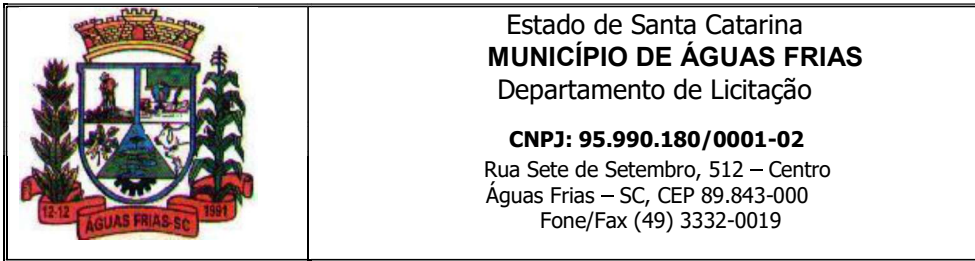 12-12
ÁGUAS FRIAS-SC
1991
Estado de Santa Catarina
MUNICÍPIO DE ÁGUAS FRIAS
Departamento de Licitação
CNPJ: 95.990.180/0001-02
Rua Sete de Setembro, 512 – Centro
Águas Frias – SC, CEP 89.843-000
Fone/Fax (49) 3332-0019